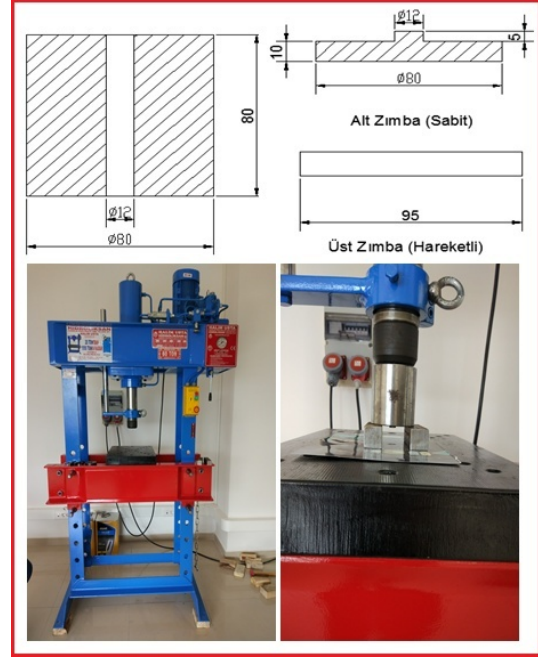 ø12
5
10
ø80
Alt Zımba (Sabit)
80
ø12
ø80
95
Üst Zımba (Hareketli)